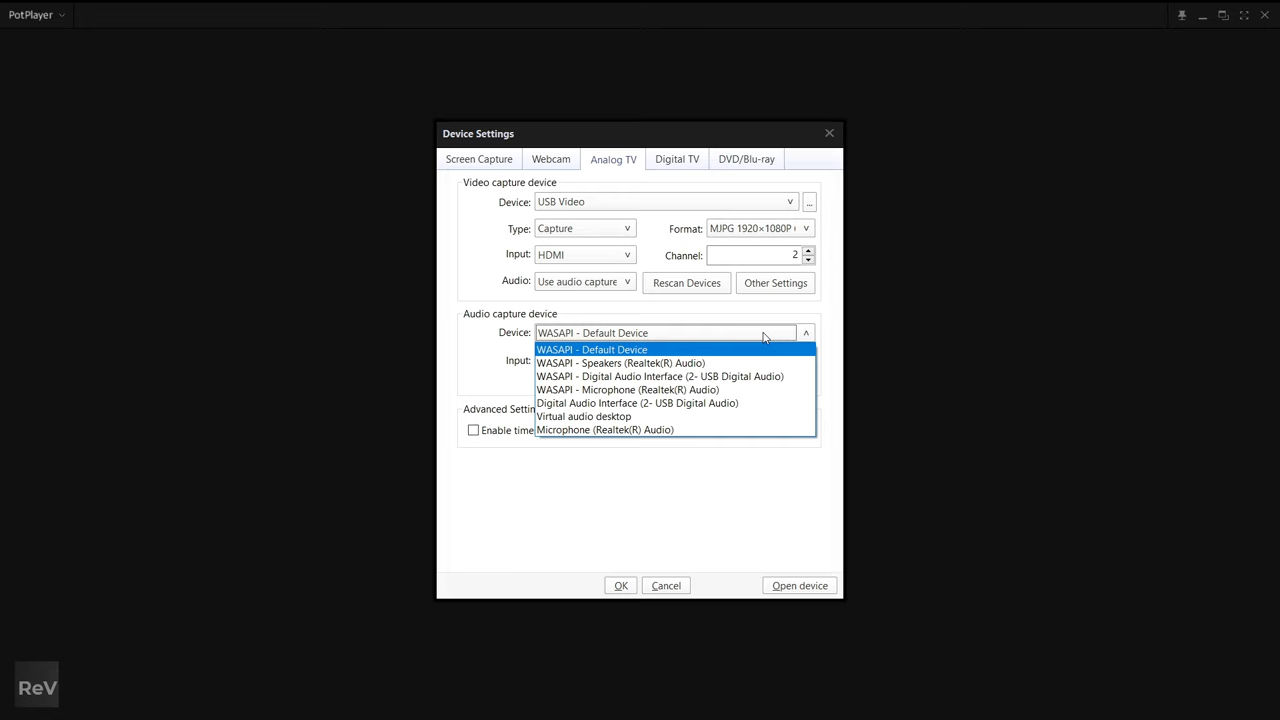 PotPlayer
Device Settings
Screen Capture Webcam Analog TV Digital TV DVD/Blu-ray
Video capture device
Device: USB Video ...
Type: Capture Format: MJPG 1920×1080P (
Input: HDMI Channel: 2
Audio: Use audio capture Rescan Devices Other Settings
Audio capture device
Device: WASAPI - Default Device
WASAPI - Default Device
WASAPI - Speakers (Realtek(R) Audio)
Input:
WASAPI - Digital Audio Interface (2- USB Digital Audio)
WASAPI - Microphone (Realtek(R) Audio)
Digital Audio Interface (2- USB Digital Audio)
Advanced Settin
Virtual audio desktop
Enable time
Microphone (Realtek(R) Audio)
OK Cancel Open device
ReV